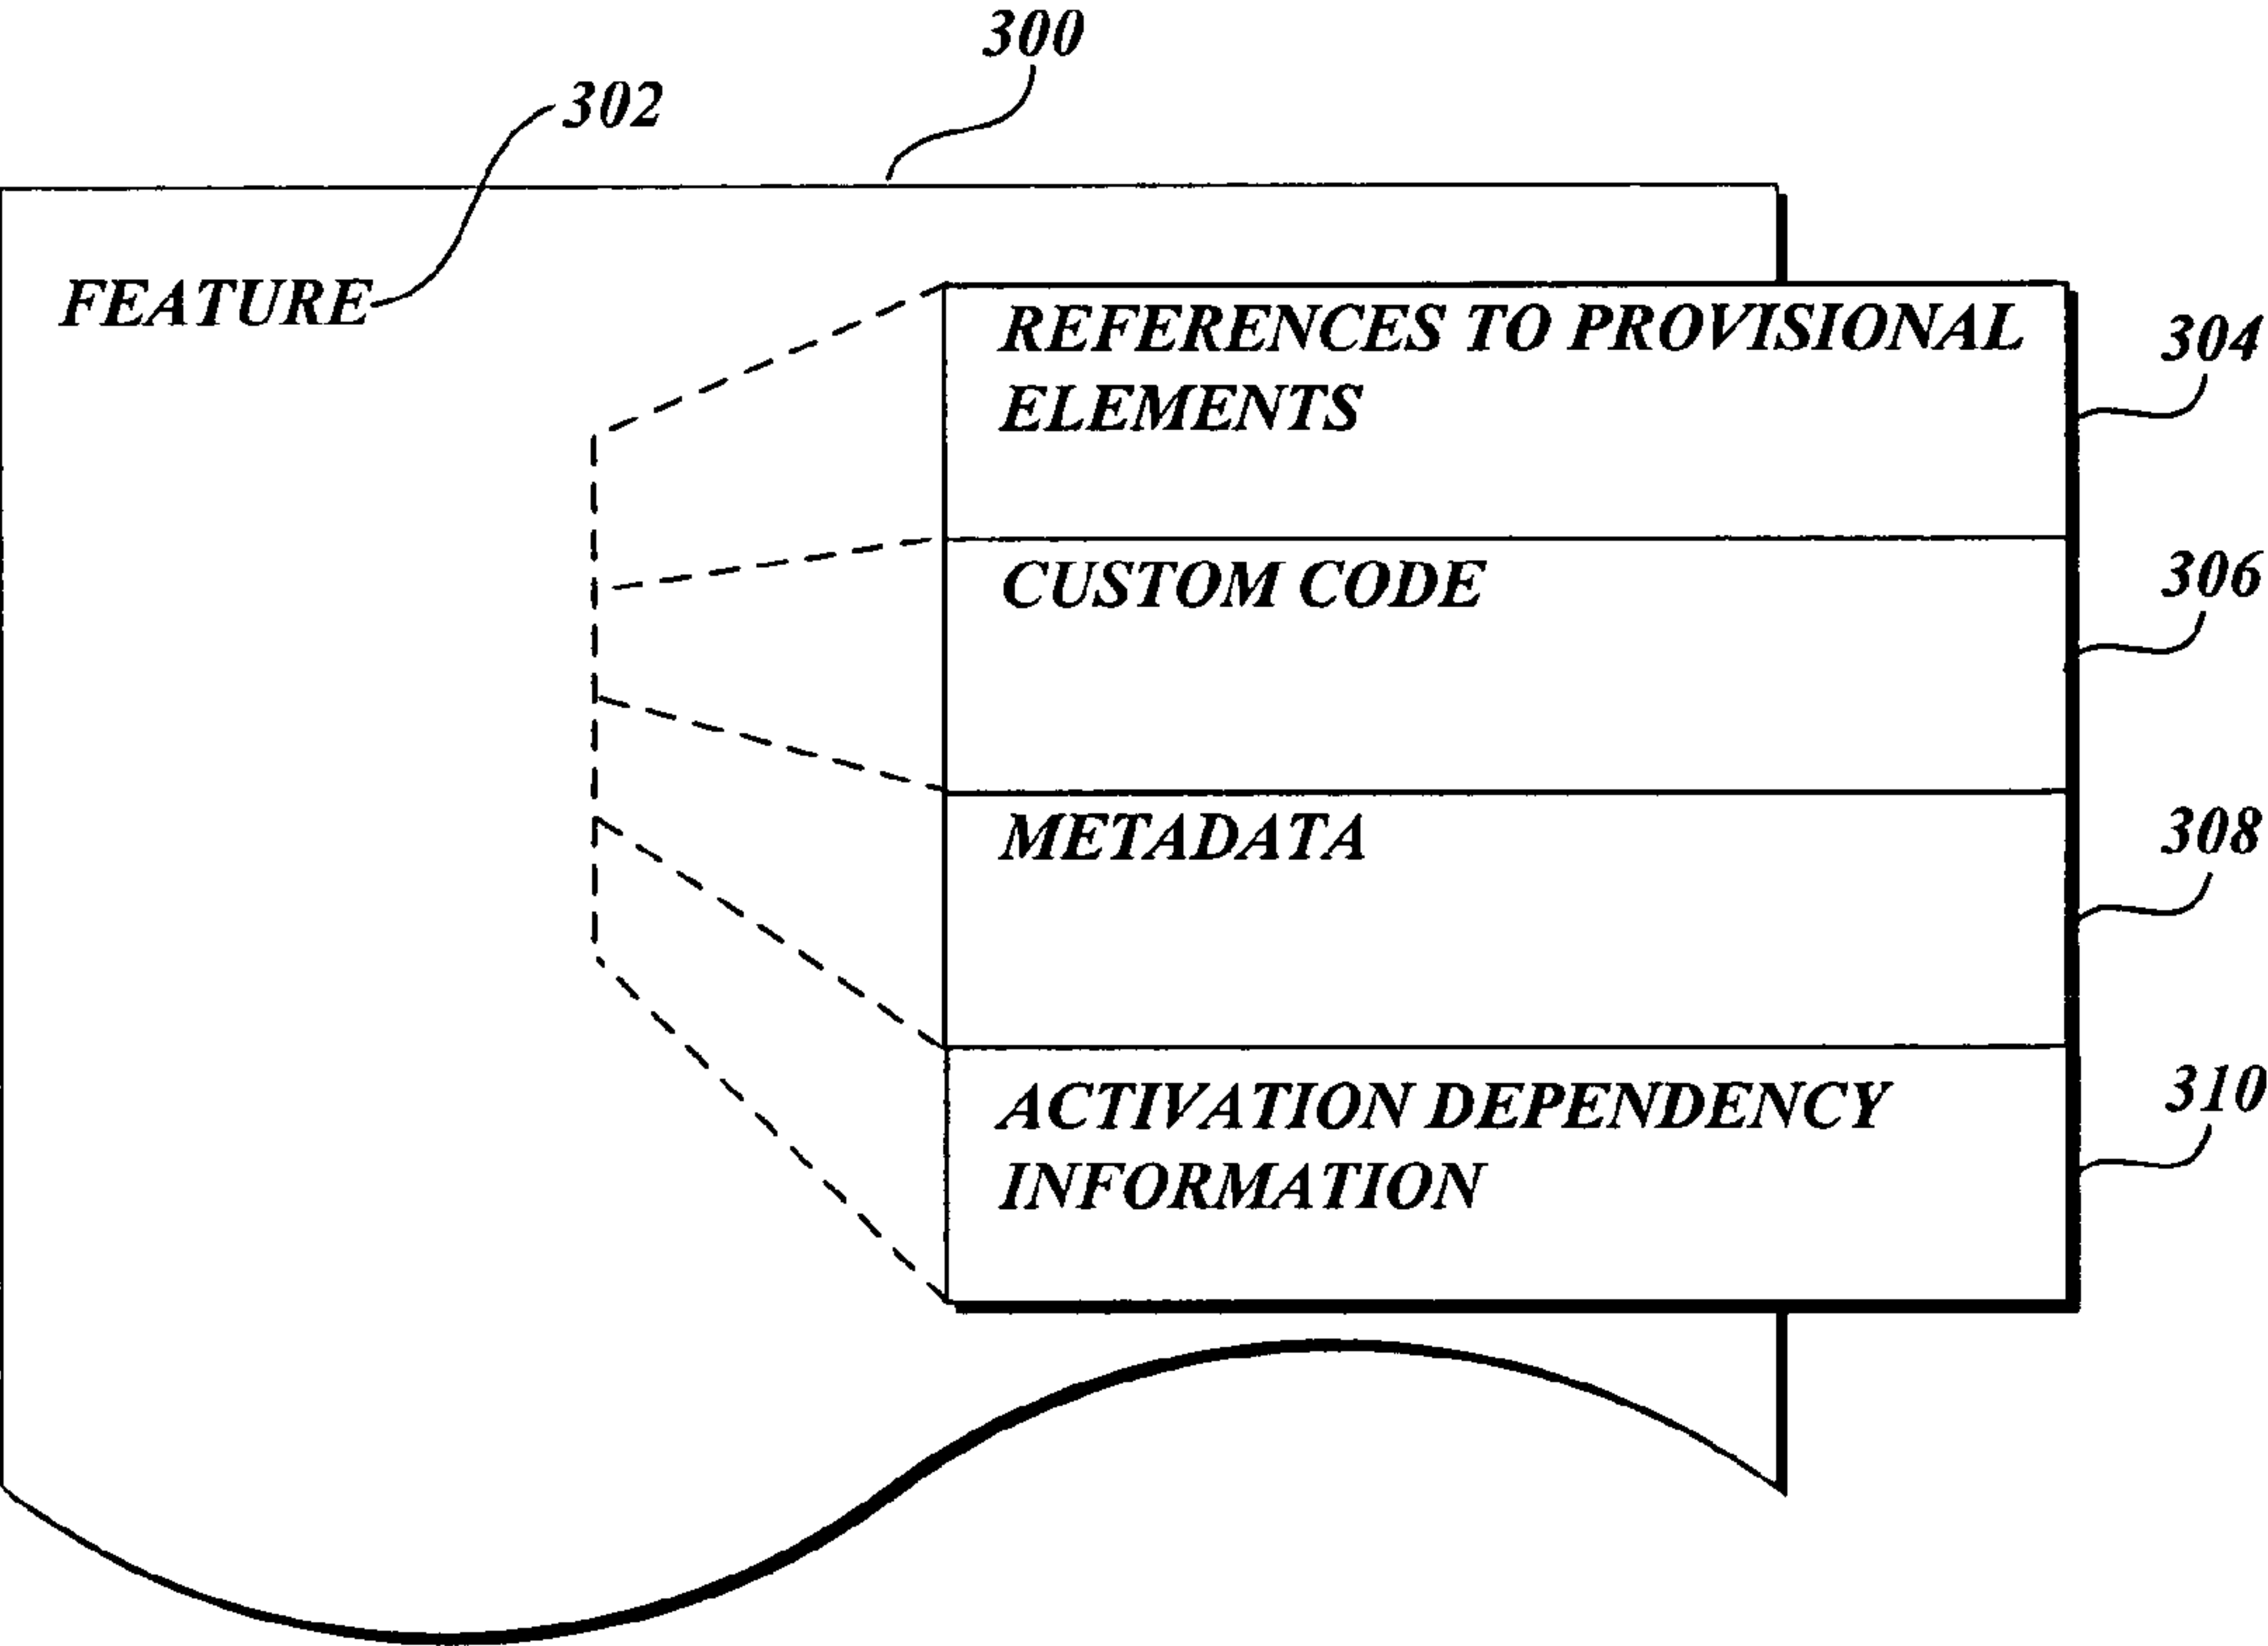 300
302
FEATURE
REFERENCES TO PROVISIONAL
ELEMENTS
304
CUSTOM CODE
306
METADATA
308
ACTIVATION DEPENDENCY
INFORMATION
310